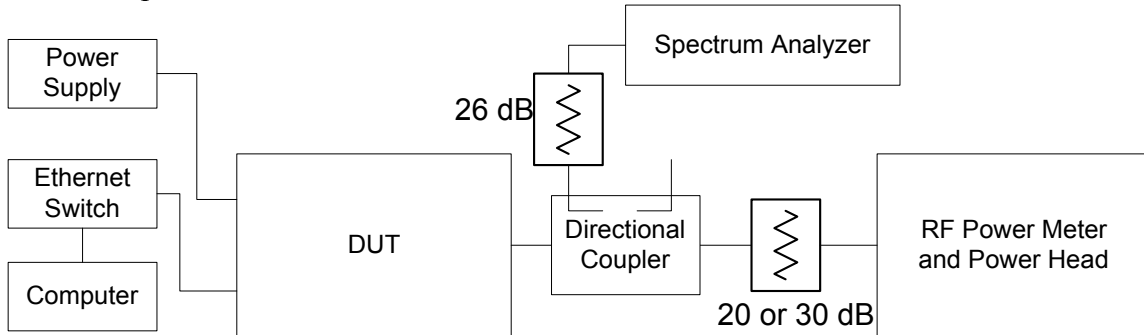 Power
Supply
Spectrum Analyzer
26 dB
Ethernet
Switch
DUT
Directional
Coupler
RF Power Meter
and Power Head
Computer
20 or 30 dB